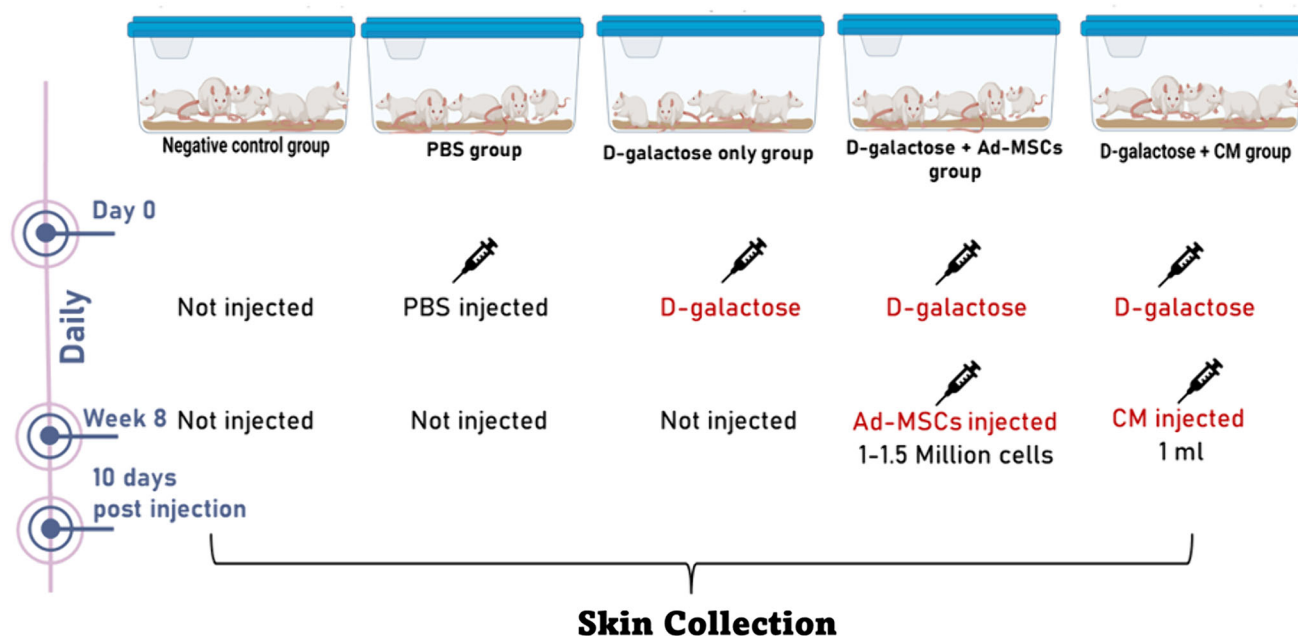 Negative control group
PBS group
D-galactose only group
D-galactose + Ad-MSCs
group
D-galactose + CM group
Day 0
Daily
Not injected
PBS injected
D-galactose
D-galactose
D-galactose
Week 8
Not injected
Not injected
Not injected
Ad-MSCs injected
1-1.5 Million cells
CM injected
1 ml
10 days
post injection
Skin Collection